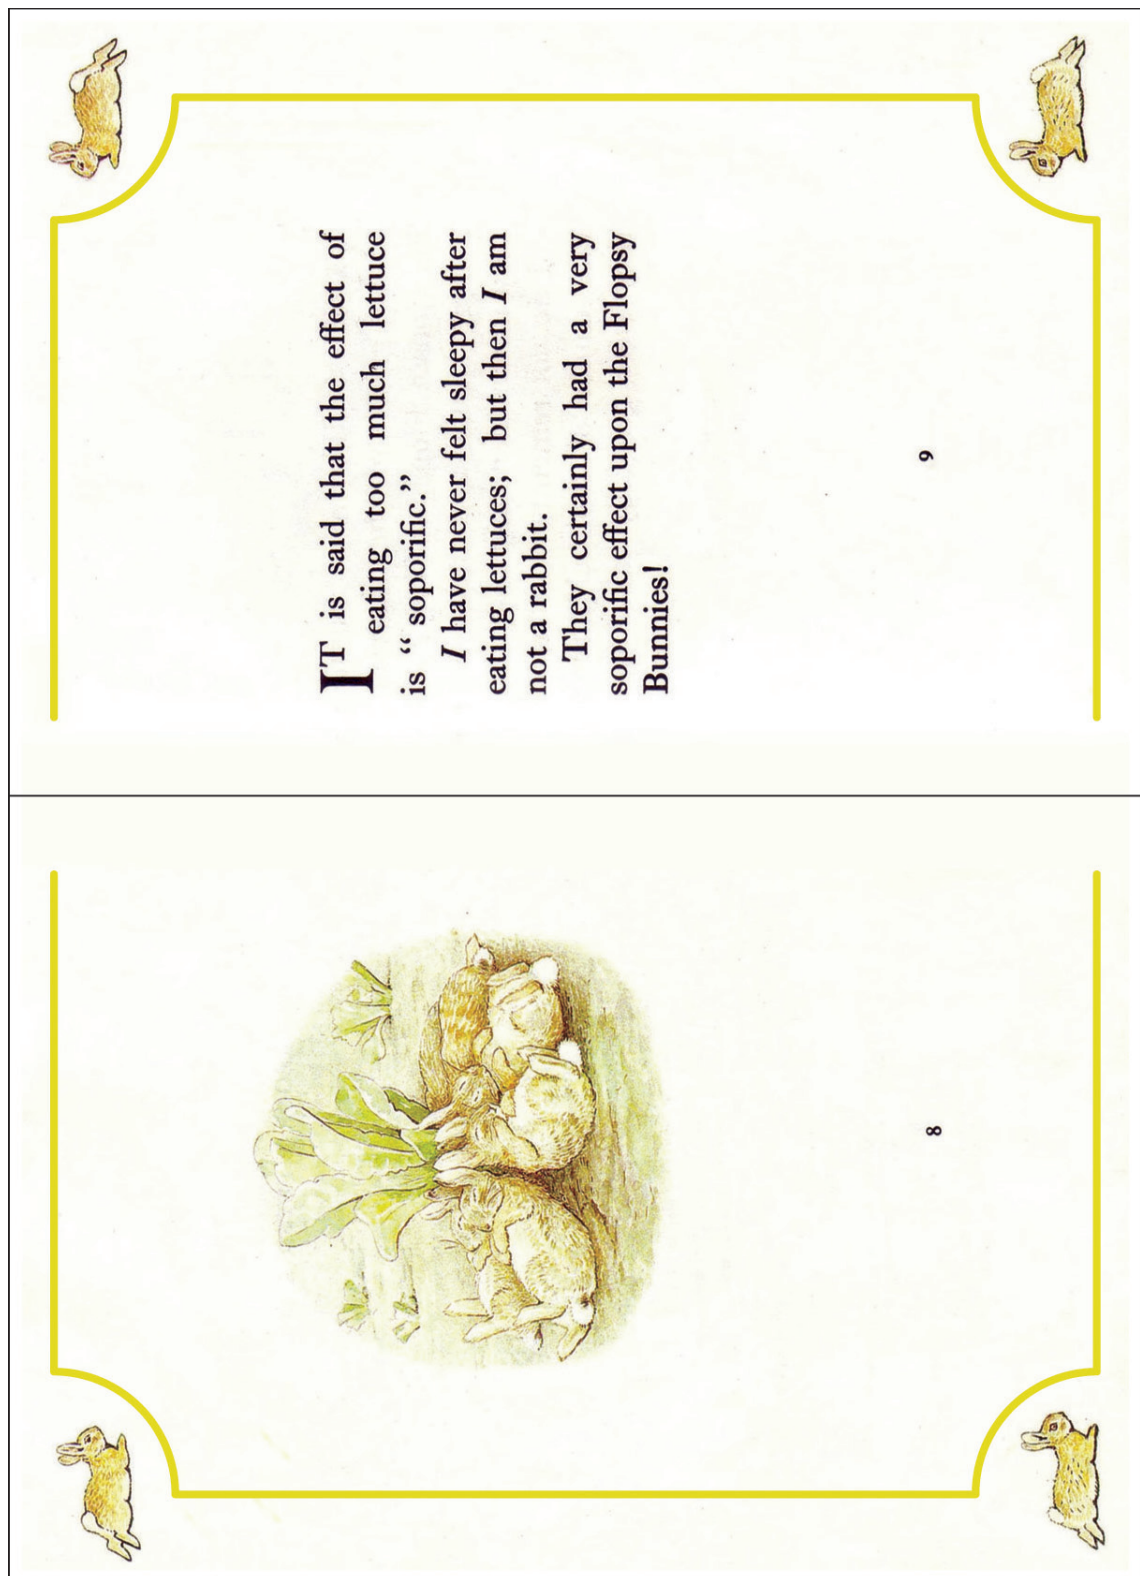 8
IT is said that the effect of
eating too much lettuce
is “ soporific.”
I have never felt sleepy after
eating lettuces; but then I am
not a rabbit.
They certainly had a very
soporific effect upon the Flopsy
Bunnies!
9